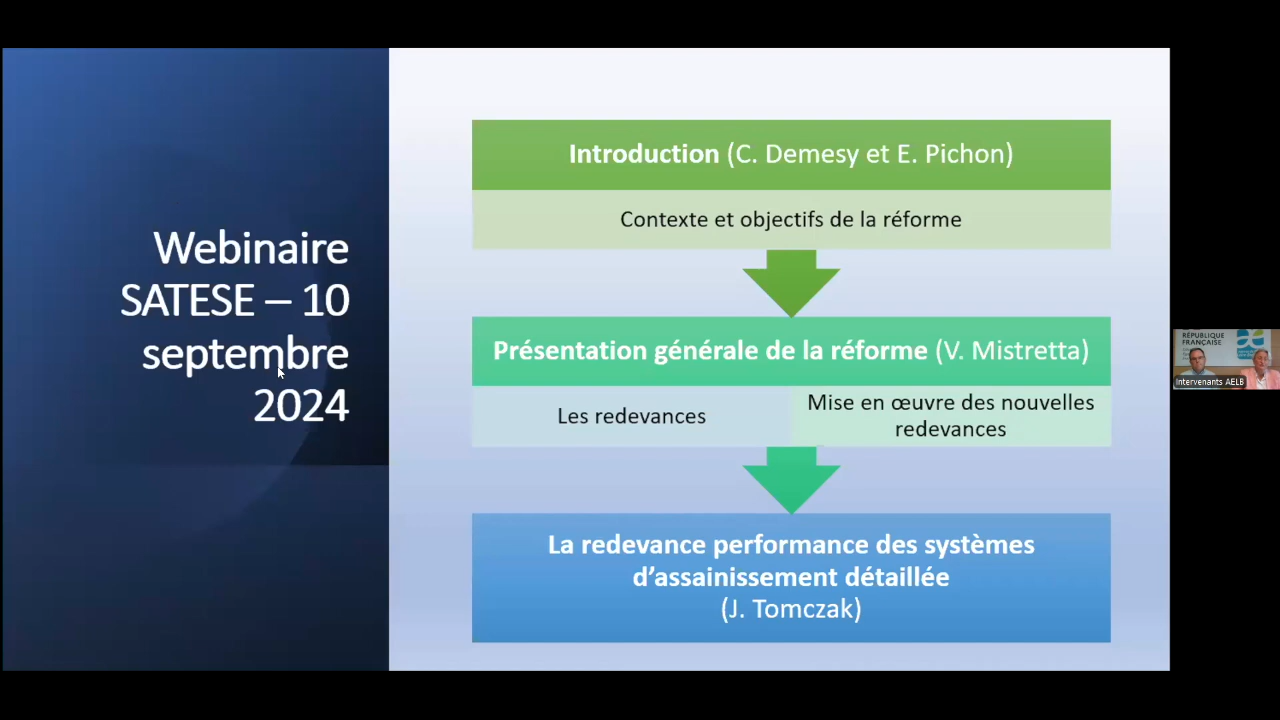 Webinaire
SATESE – 10
septembre
2024
Introduction (C. Demesy et E. Pichon)
Contexte et objectifs de la réforme
Présentation générale de la réforme (V. Mistretta)
Les redevances
Mise en œuvre des nouvelles
redevances
La redevance performance des systèmes
d’assainissement détaillée
(J. Tomczak)
RÉPUBLIQUE
FRANÇAISE
Intervenants AELB